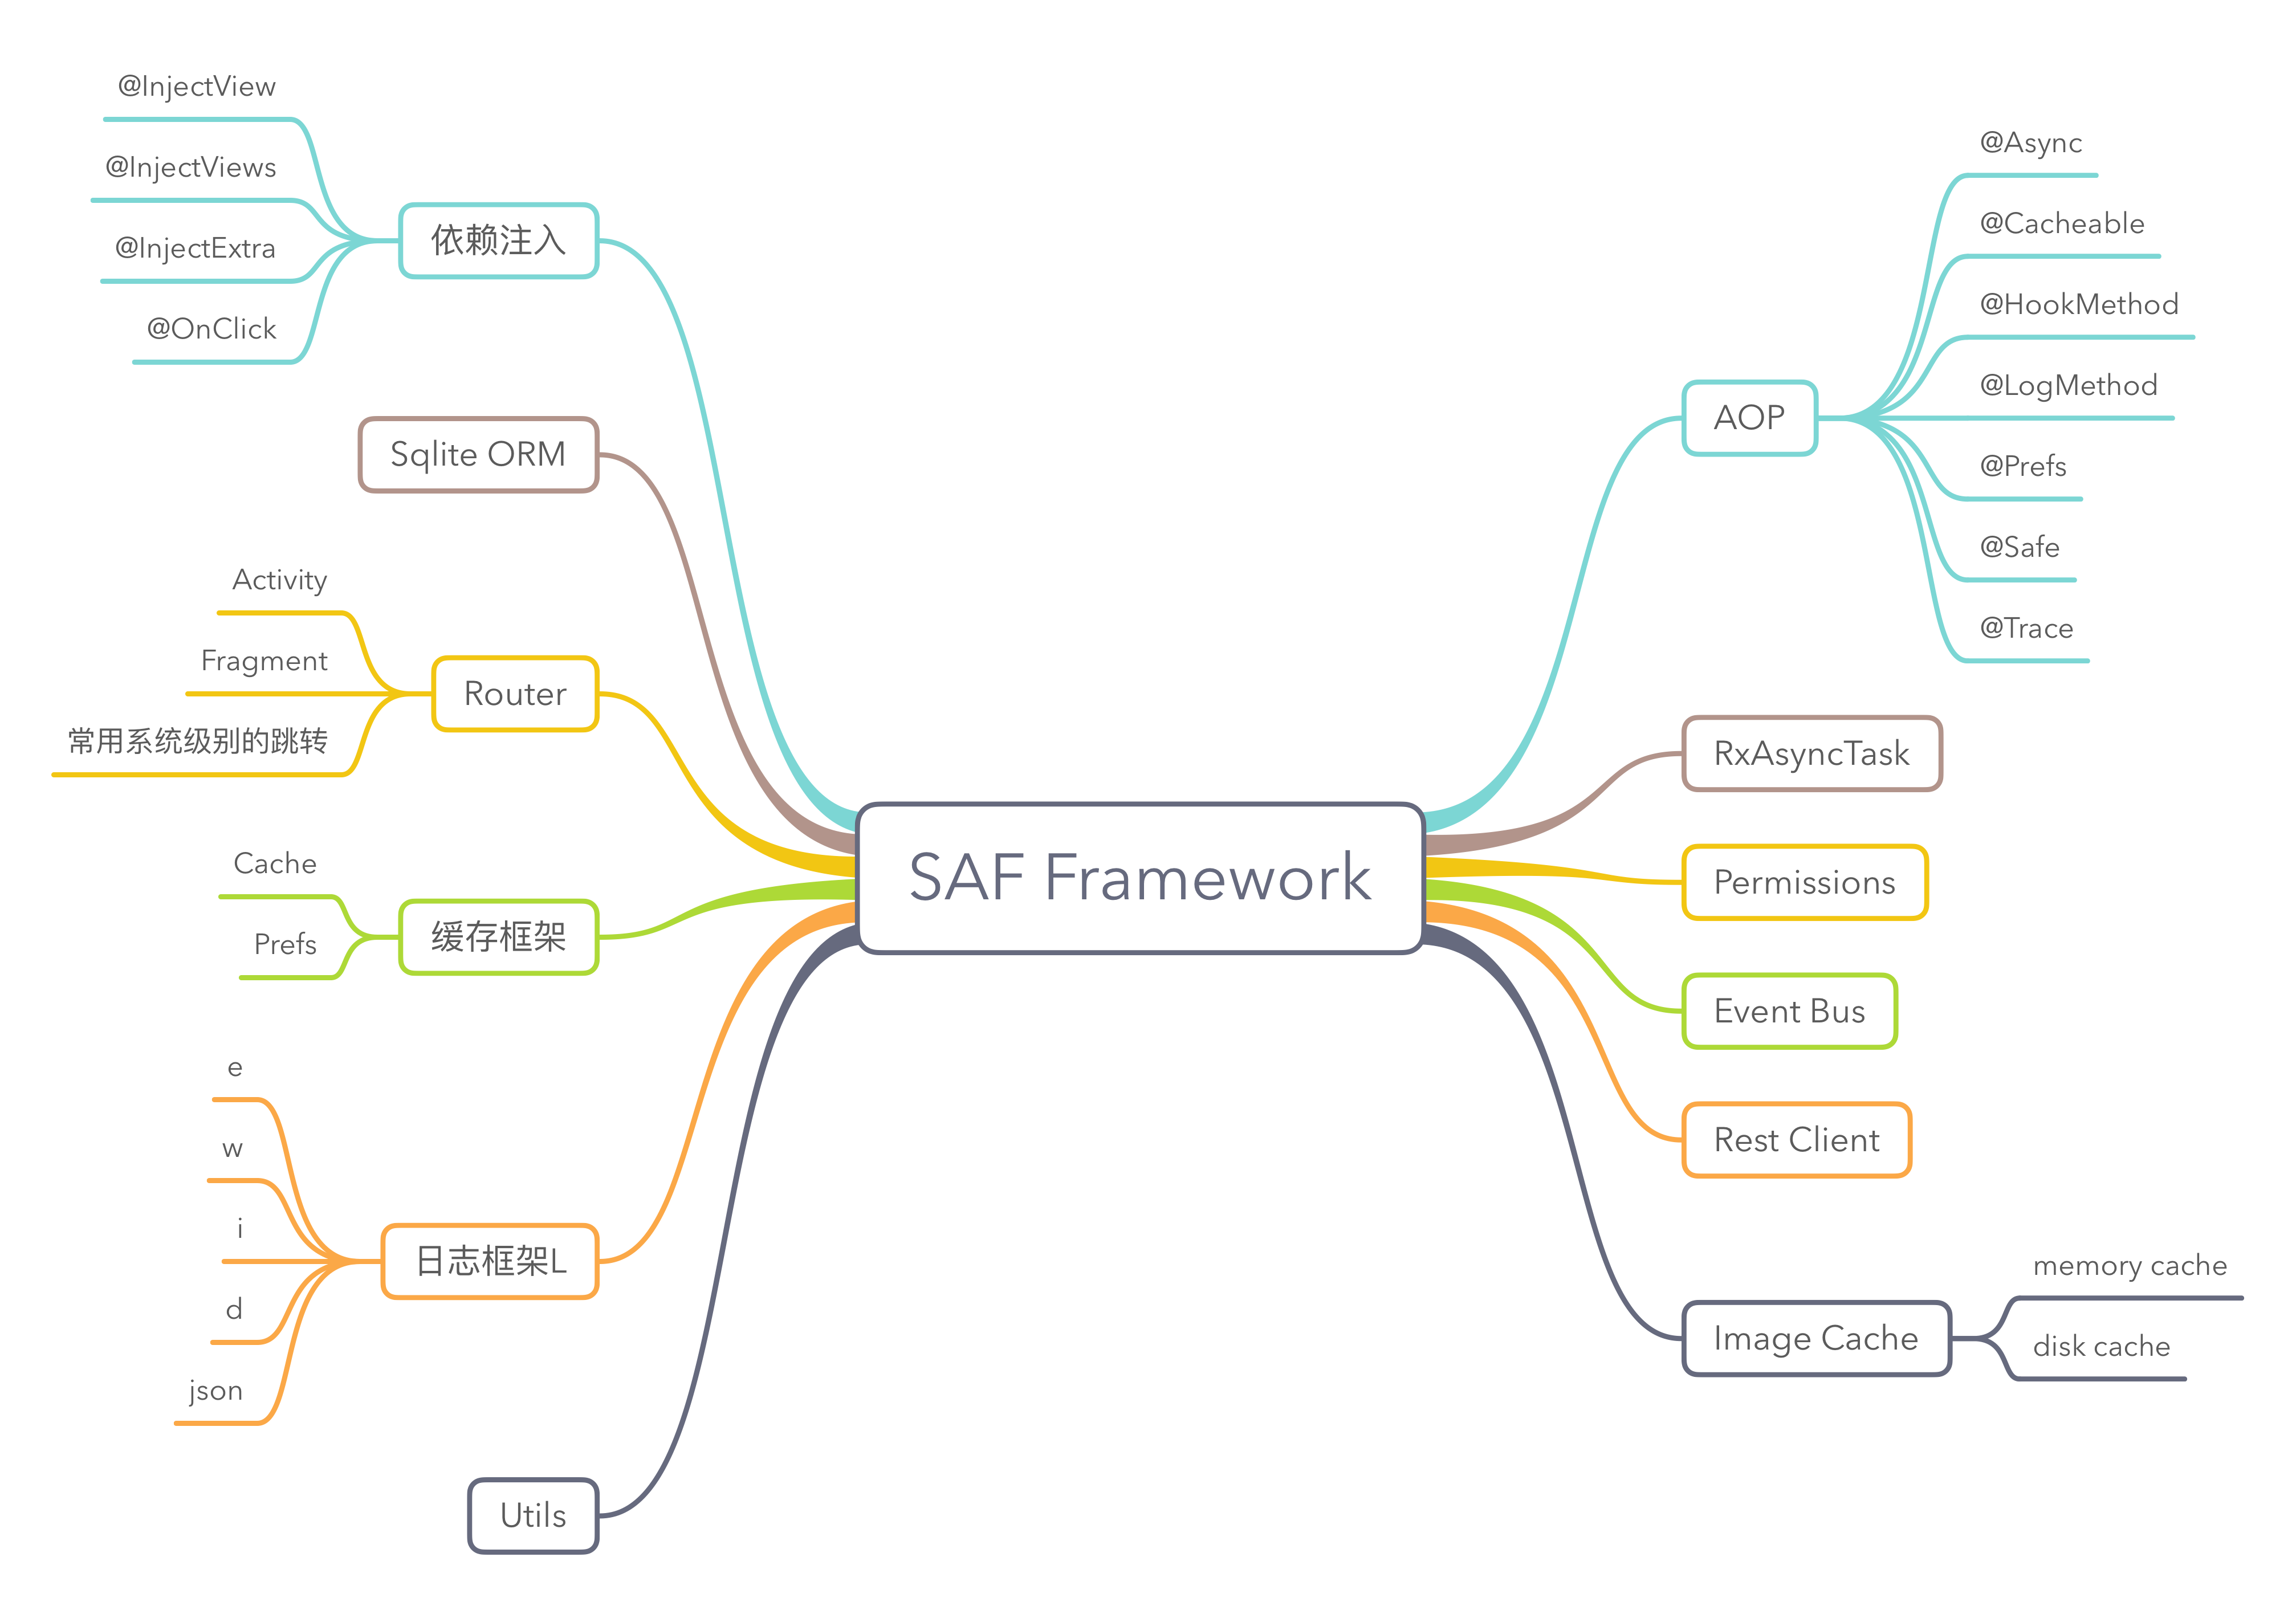 SAF Framework
依赖注入
@InjectView
@InjectViews
@InjectExtra
@OnClick
Sqlite ORM
Router
Activity
Fragment
常用系统级别的跳转
缓存框架
Cache
Prefs
日志框架L
e
w
i
d
json
Utils
AOP
@Async
@Cacheable
@HookMethod
@LogMethod
@Prefs
@Safe
@Trace
RxAsyncTask
Permissions
Event Bus
Rest Client
Image Cache
memory cache
disk cache